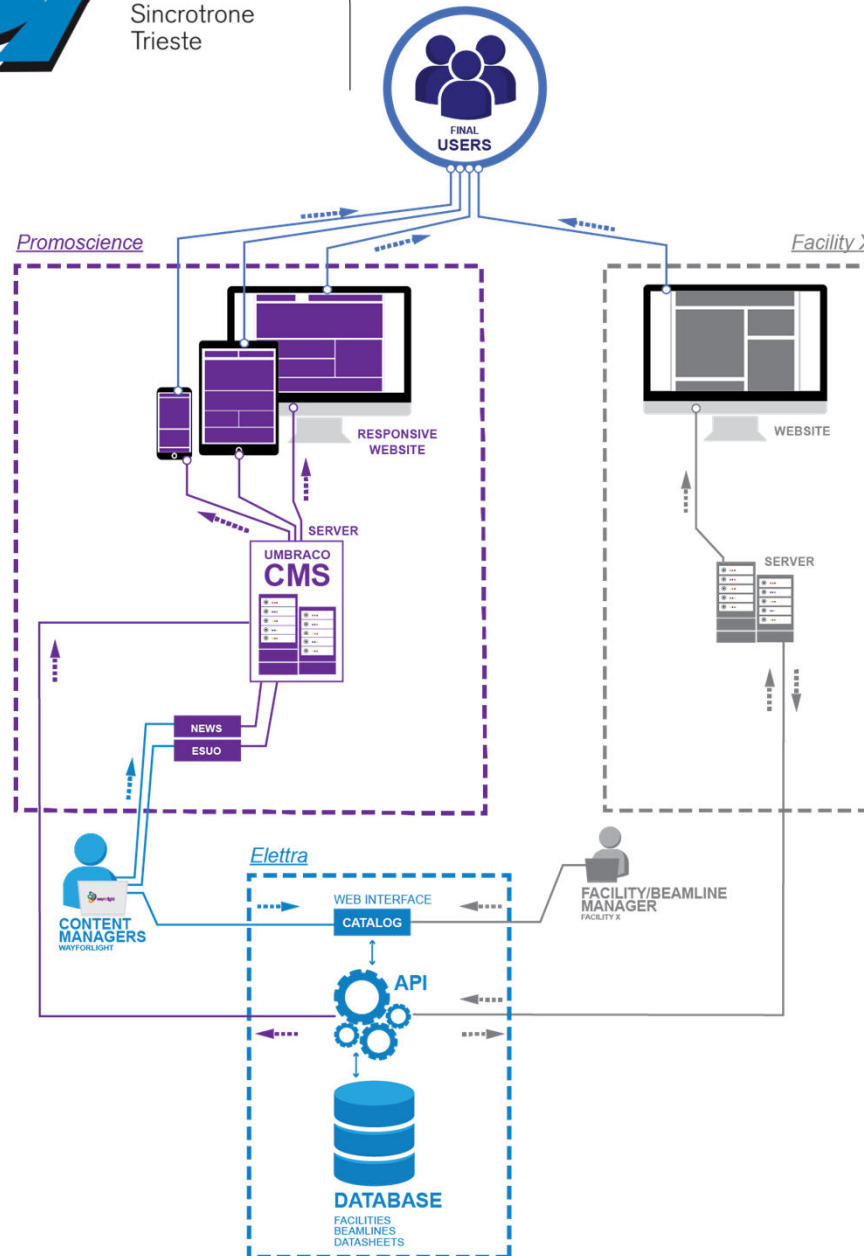 Sincrotrone
Trieste
FINAL
USERS
Promoscience
Facility X
RESPONSIVE
WEBSITE
WEBSITE
SERVER
UMBRACO
CMS
SERVER
NEWS
ESUO
CONTENT
MANAGERS
WAYFORLIGHT
Elettra
WEB INTERFACE
CATALOG
FACILITY/BEAMLINE
MANAGER
FACILITY X
API
DATABASE
FACILITIES
BEAMLINES
DATASHEETS